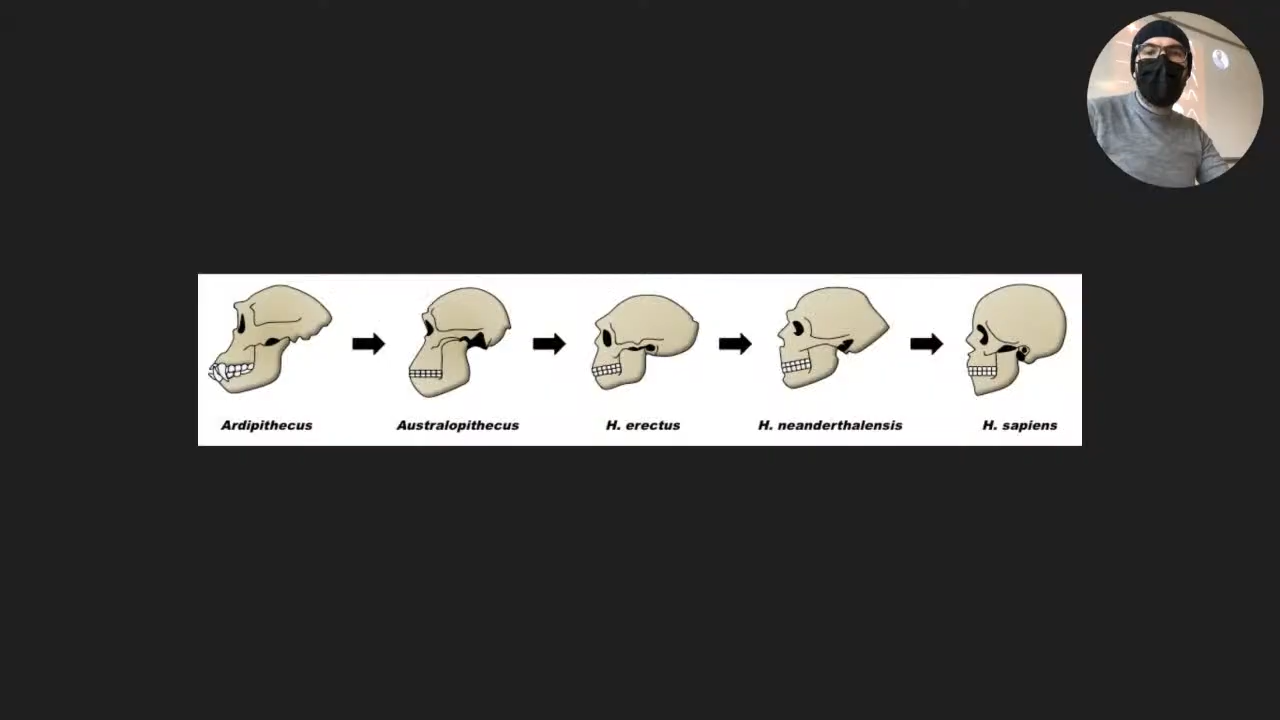 Ardipithecus
Australopithecus
H. erectus
H. neanderthalensis
H. sapiens